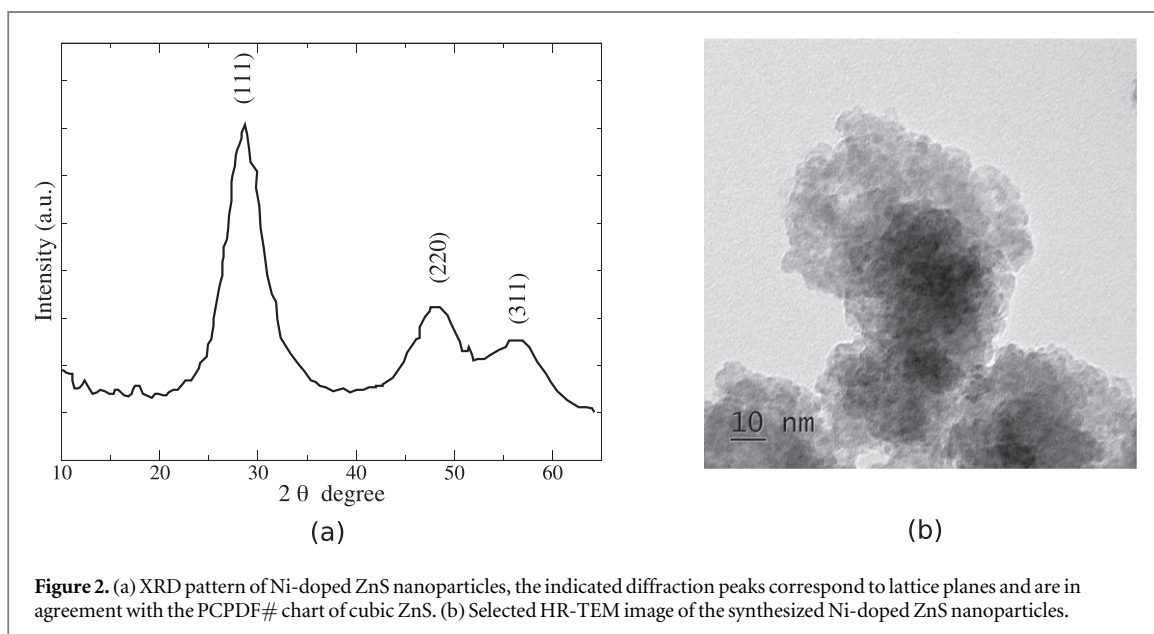 (111)
(220)
(311)
Intensity (a.u.)
10 20 30 40 50 60
2 θ degree
(a)
10 nm
(b)
Figure 2. (a) XRD pattern of Ni-doped ZnS nanoparticles, the indicated diffraction peaks correspond to lattice planes and are in
agreement with the PCPDF# chart of cubic ZnS. (b) Selected HR-TEM image of the synthesized Ni-doped ZnS nanoparticles.